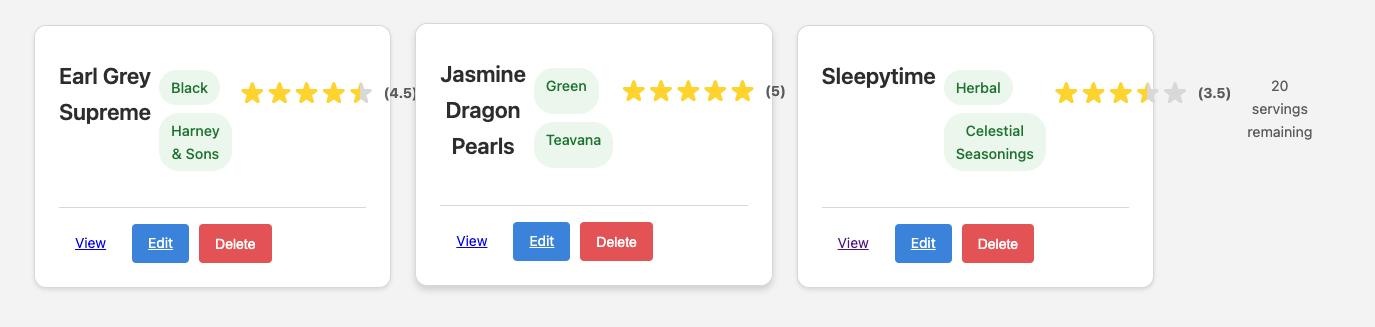 Earl Grey
Supreme
Black
Harney
& Sons
(4.5)
View
Edit
Delete
Jasmine
Dragon
Pearls
Green
Teavana
(5)
View
Edit
Delete
Sleepytime
Herbal
Celestial
Seasonings
(3.5)
20
servings
remaining
View
Edit
Delete